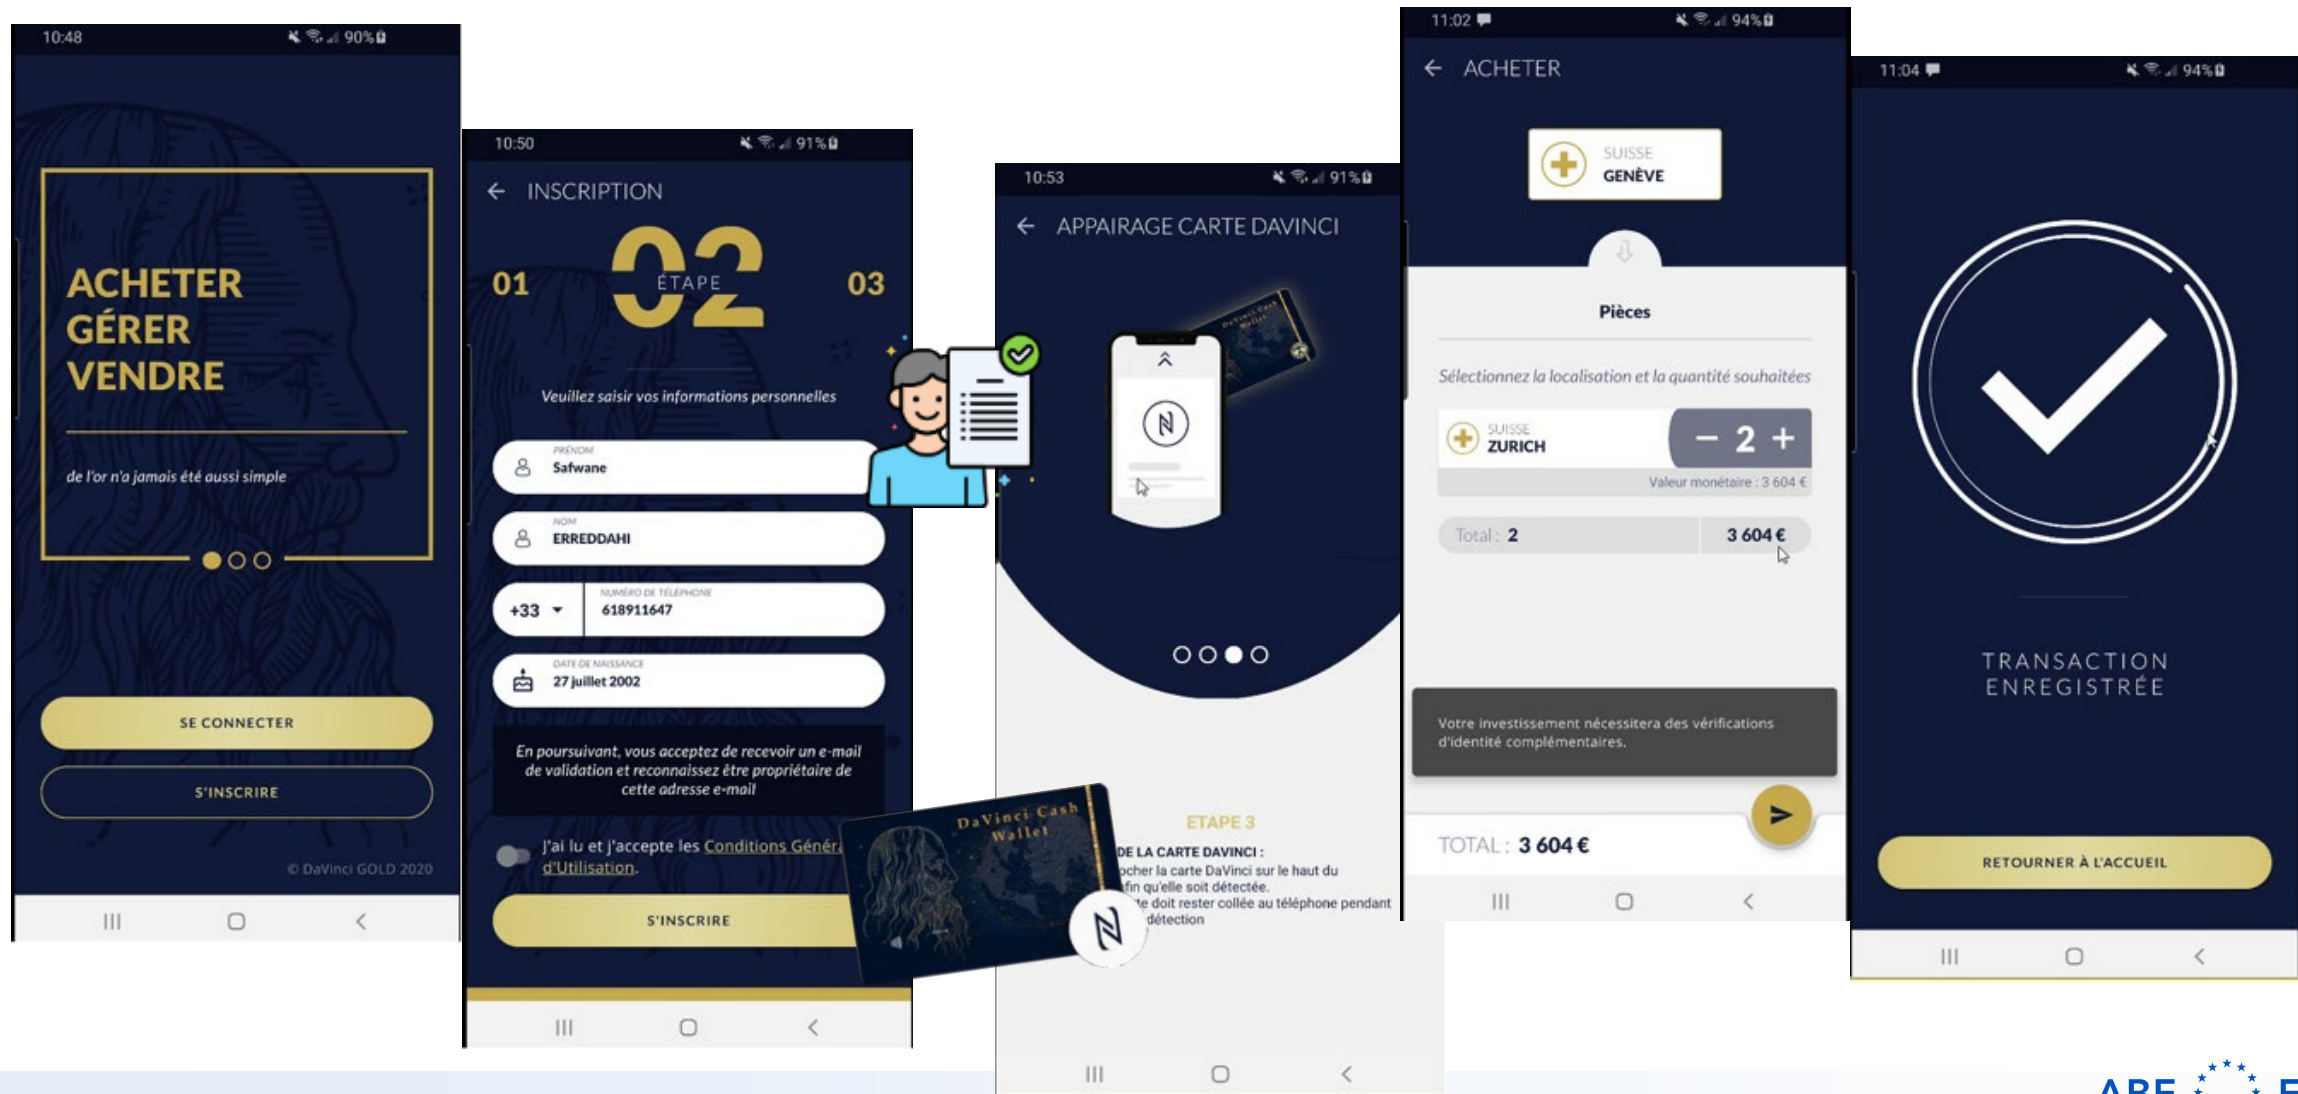 10:48
90%
ACHETER
GÉRER
VENDRE
de l'or n'a jamais été aussi simple
SE CONNECTER
S'INSCRIRE
© DaVinci GOLD 2020
10:50
91%
INSCRIPTION
01
02
ÉTAPE
03
Veuillez saisir vos informations personnelles
PRÉNOM
Safwane
NOM
ERREDDAHI
+33
NUMÉRO DE TÉLÉPHONE
618911647
DATE DE NAISSANCE
27 juillet 2002
En poursuivant, vous acceptez de recevoir un e-mail
de validation et reconnaissez être propriétaire de
cette adresse e-mail
J'ai lu et j'accepte les Conditions Généra
d'Utilisation.
S'INSCRIRE
DaVinci Cash
Wallet
10:53
91%
APPAIRAGE CARTE DAVINCI
DaVinci Cash
Wallet
ETAPE 3
DE LA CARTE DAVINCI :
ocher la carte DaVinci sur le haut du
fin qu'elle soit détectée.
te doit rester collée au téléphone pendant
détection
11:02
94%
ACHETER
SUISSE
GENÈVE
Pièces
Sélectionnez la localisation et la quantité souhaitées
SUISSE
ZURICH
− 2 +
Valeur monétaire : 3 604 €
Total : 2
3 604 €
Votre investissement nécessitera des vérifications
d'identité complémentaires.
TOTAL : 3 604 €
11:04
94%
TRANSACTION
ENREGISTRÉE
RETOURNER À L'ACCUEIL